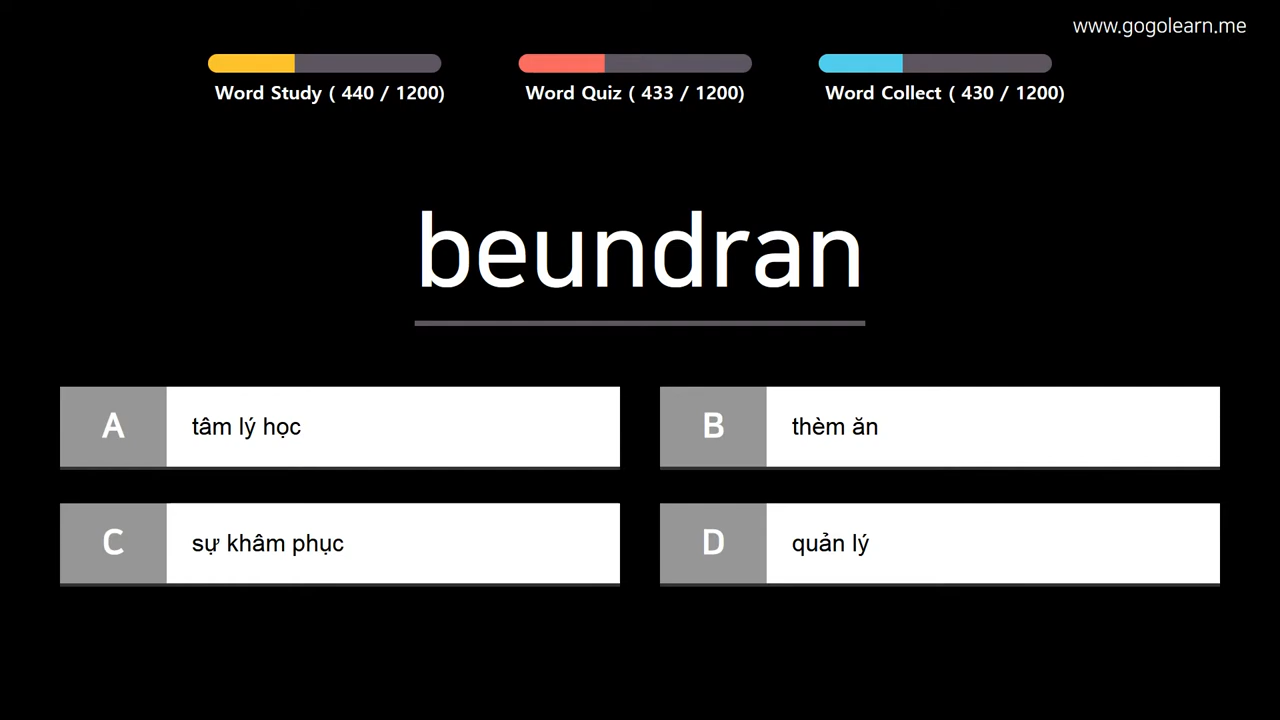 www.gogolearn.me
Word Study ( 440 / 1200)
Word Quiz ( 433 / 1200)
Word Collect ( 430 / 1200)
beundran
A
tâm lý học
B
thèm ăn
C
sự khâm phục
D
quản lý